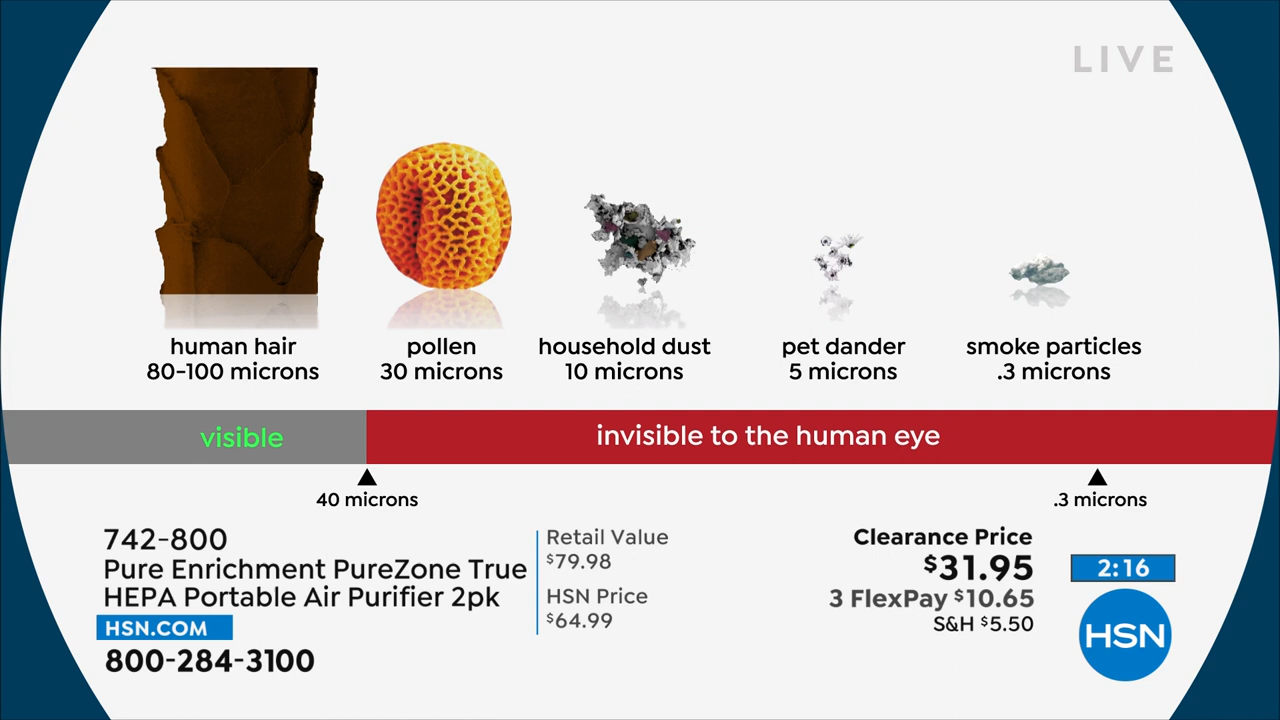 LIVE
human hair
80-100 microns
pollen
30 microns
household dust
10 microns
pet dander
5 microns
smoke particles
.3 microns
visible
invisible to the human eye
40 microns
.3 microns
742-800
Pure Enrichment PureZone True
HEPA Portable Air Purifier 2pk
HSN.COM
800-284-3100
Retail Value
$79.98
HSN Price
$64.99
Clearance Price
$31.95
3 FlexPay $10.65
S&H $5.50
2:16
HSN